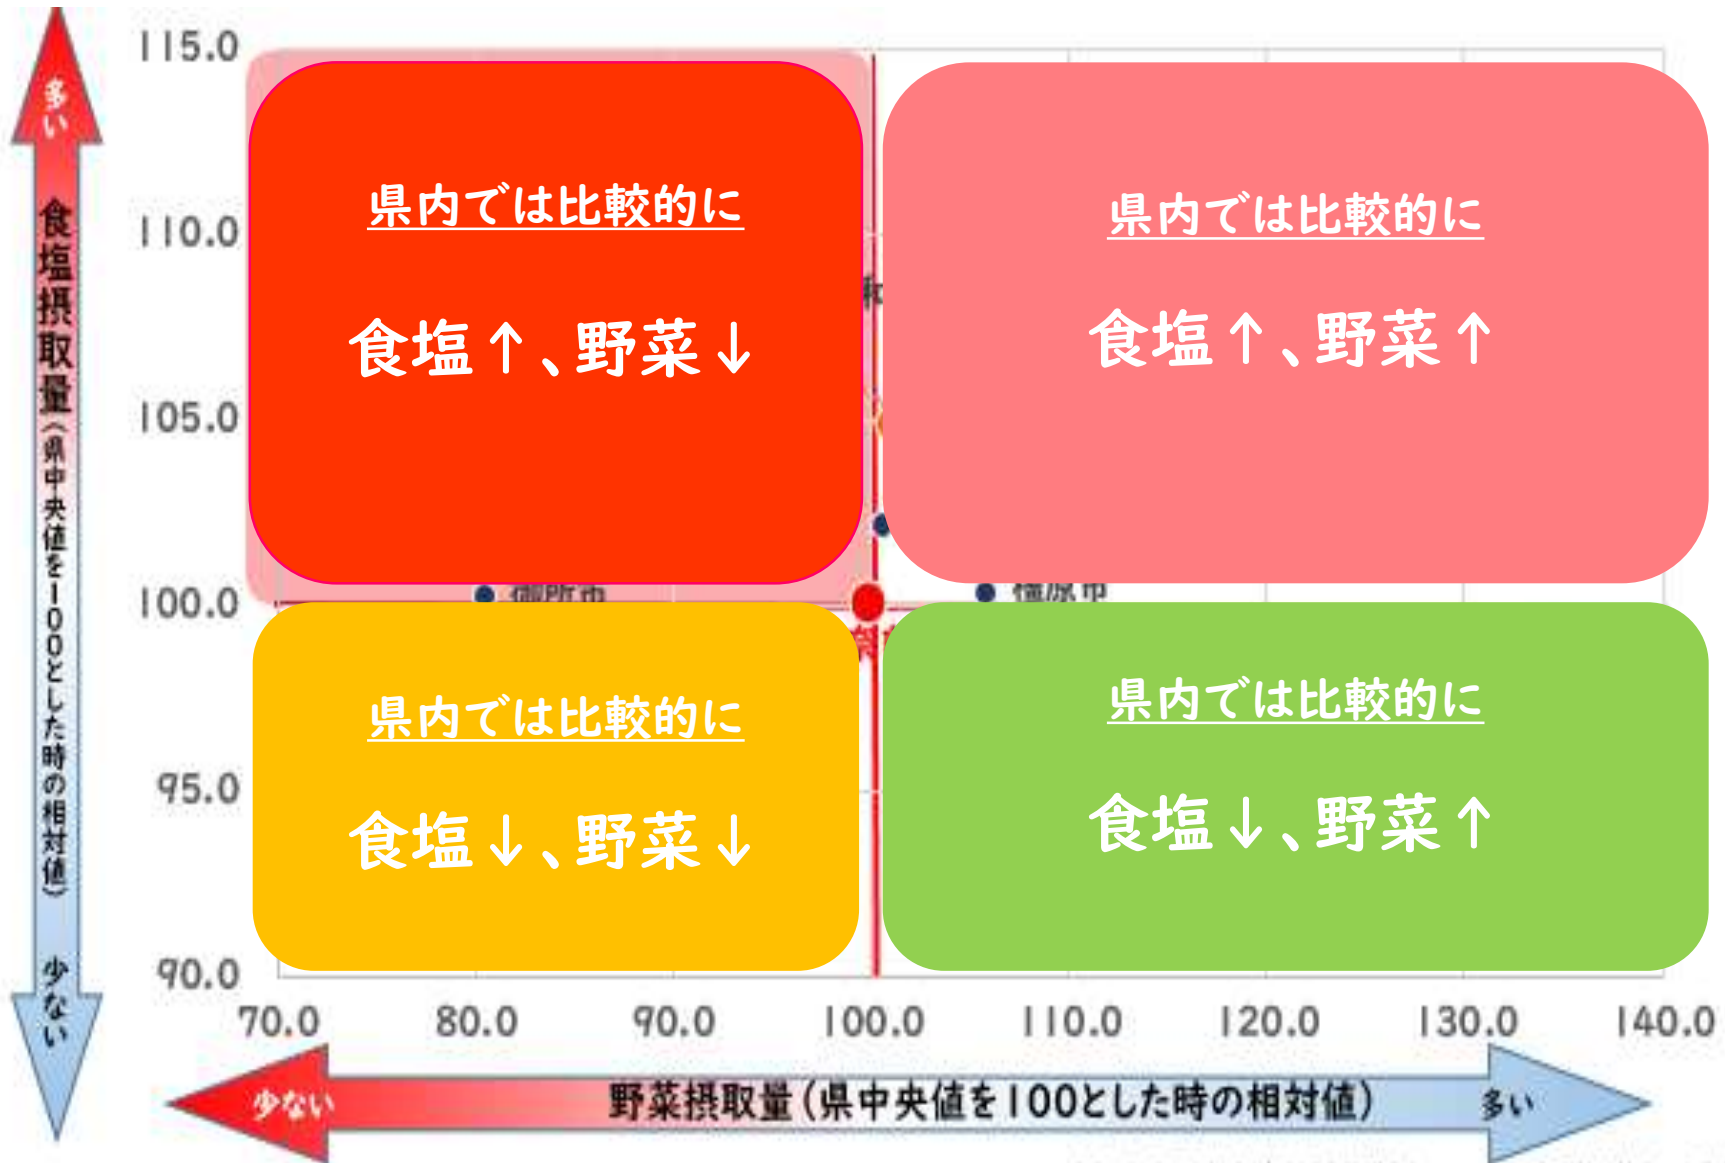 多い
食塩摂取量(県中央値を100とした時の相対値)
少ない
115.0
110.0
105.0
100.0
95.0
90.0
県内では比較的に
食塩↑、野菜↓
県内では比較的に
食塩↑、野菜↑
御所市
橿原市
県内では比較的に
食塩↓、野菜↓
県内では比較的に
食塩↓、野菜↑
70.0 80.0 90.0 100.0 110.0 120.0 130.0 140.0
少ない 野菜摂取量(県中央値を100とした時の相対値) 多い